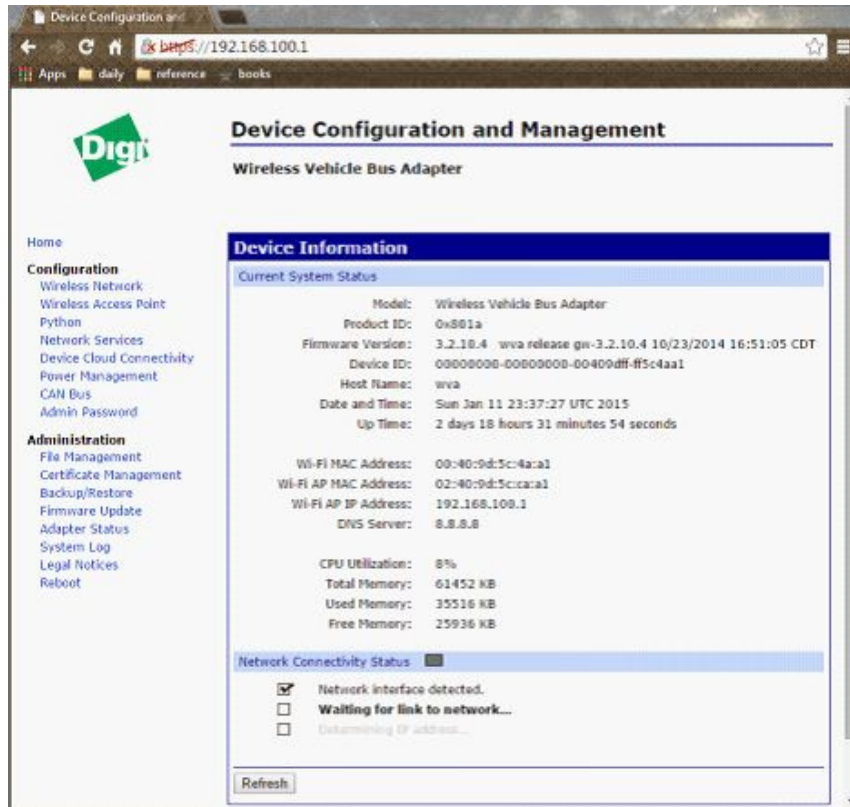 Device Configuration and
https://192.168.100.1
Apps daily reference books
Digi
Device Configuration and Management
Wireless Vehicle Bus Adapter
Home
Configuration
Wireless Network
Wireless Access Point
Python
Network Services
Device Cloud Connectivity
Power Management
CAN Bus
Admin Password
Administration
File Management
Certificate Management
Backup/Restore
Firmware Update
Adapter Status
System Log
Legal Notices
Reboot
Device Information
Current System Status
Model: Wireless Vehicle Bus Adapter
Product ID: 0x801a
Firmware Version: 3.2.10.4 wva release gw-3.2.10.4 10/23/2014 16:51:05 CDT
Device ID: 00000000-00000000-00409dff-ff5c4aa1
Host Name: wva
Date and Time: Sun Jan 11 23:37:27 UTC 2015
Up Time: 2 days 18 hours 31 minutes 54 seconds
Wi-Fi MAC Address: 00:40:9d:5c:4a:a1
Wi-Fi AP MAC Address: 02:40:9d:5c:ca:a1
Wi-Fi AP IP Address: 192.168.100.1
DNS Server: 8.8.8.8
CPU Utilization: 8%
Total Memory: 61452 KB
Used Memory: 35516 KB
Free Memory: 25936 KB
Network Connectivity Status
Network interface detected.
Waiting for link to network...
Determining IP address...
Refresh